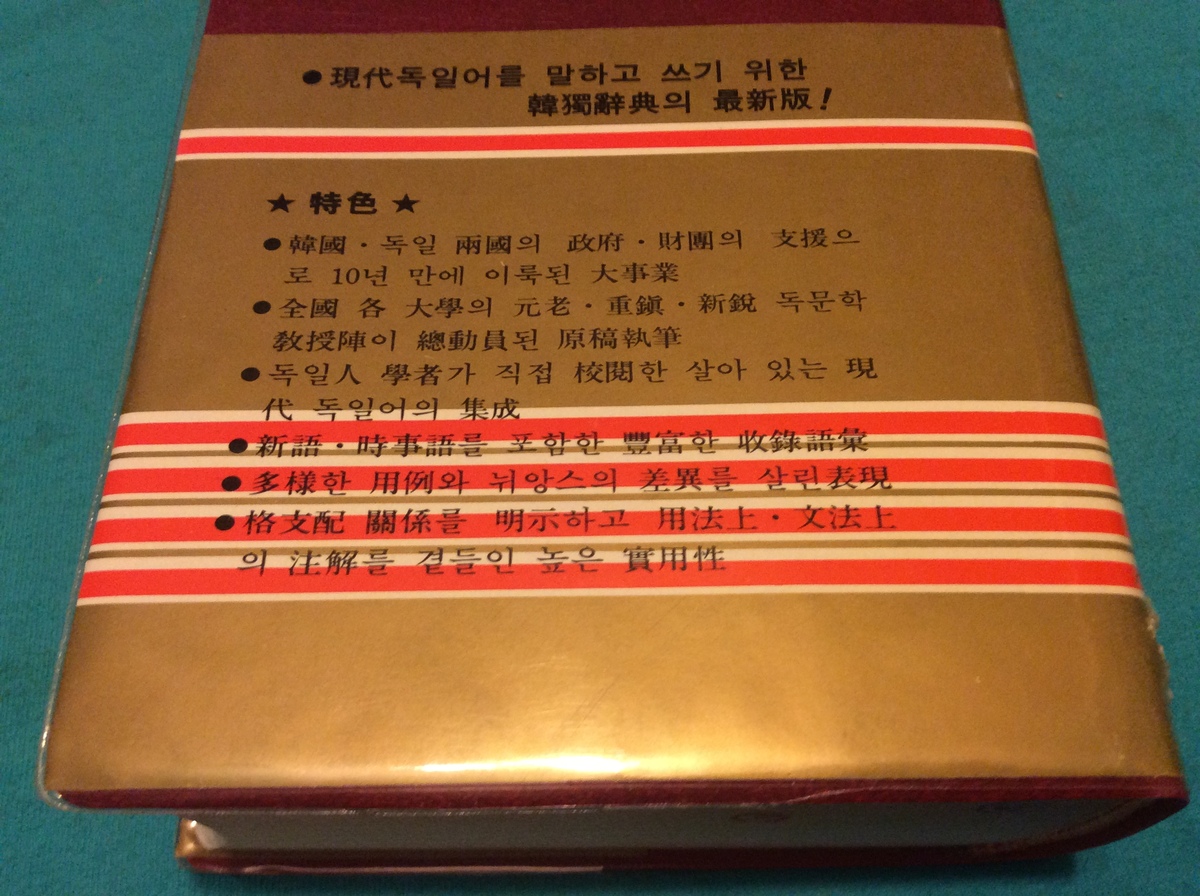 ●現代독일어를 말하고 쓰기 위한
韓獨辭典의 最新版!
★ 特色 ★
●韓國・독일 兩國의 政府・財團의 支援으
로 10년 만에 이룩된 大事業
●全國 各 大學의 元老・重鎭・新銳 독문학
敎授陣이 總動員된 原稿執筆
●독일人 學者가 직접 校閱한 살아 있는 現
代 독일어의 集成
●新語・時事語를 포함한 豐富한 收錄語彙
●多樣한 用例와 뉘앙스의 差異를 살린表現
●格支配 關係를 明示하고 用法上・文法上
의 注解를 곁들인 높은 實用性